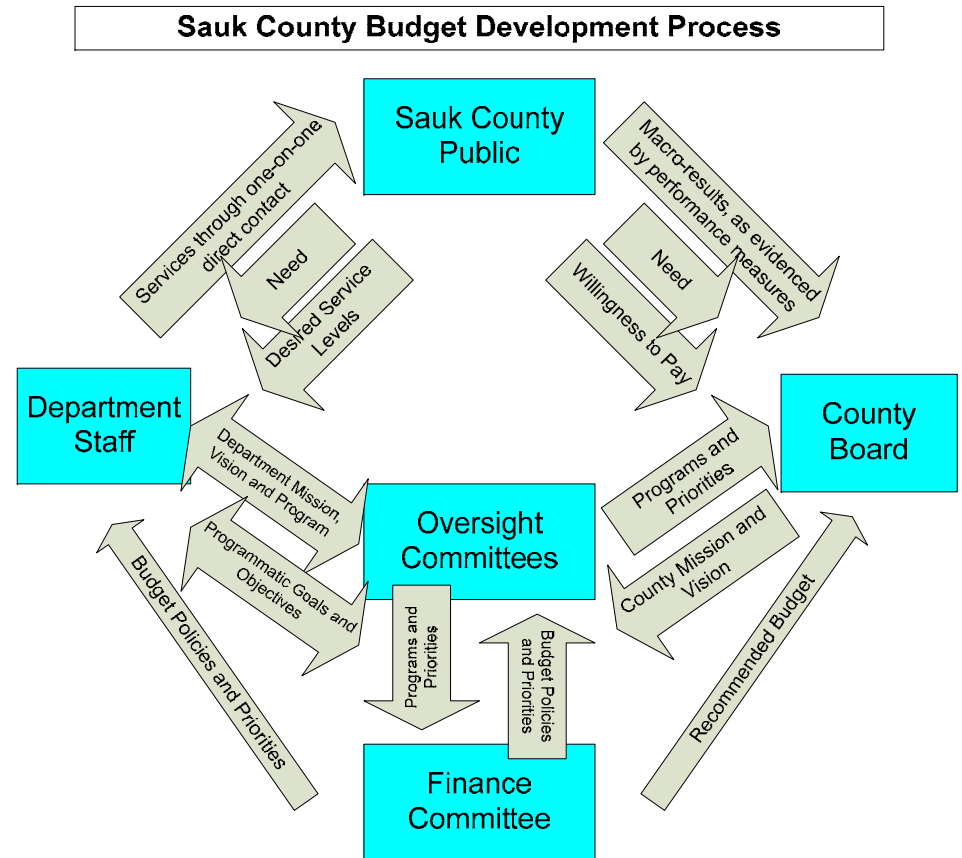 Sauk County Budget Development Process
Sauk County
Public
Services through one-on-one
direct contact
Need
Desired Service
Levels
Macro-results, as evidenced
by performance measures
Need
Willingness to Pay
Department
Staff
County
Board
Department Mission,
Vision and Program
Programmatic Goals and
Objectives
Oversight
Committees
Programs and
Priorities
County Mission and
Vision
Budget Policies and Priorities
Programs and
Priorities
Budget Policies
and Priorities
Recommended Budget
Finance
Committee